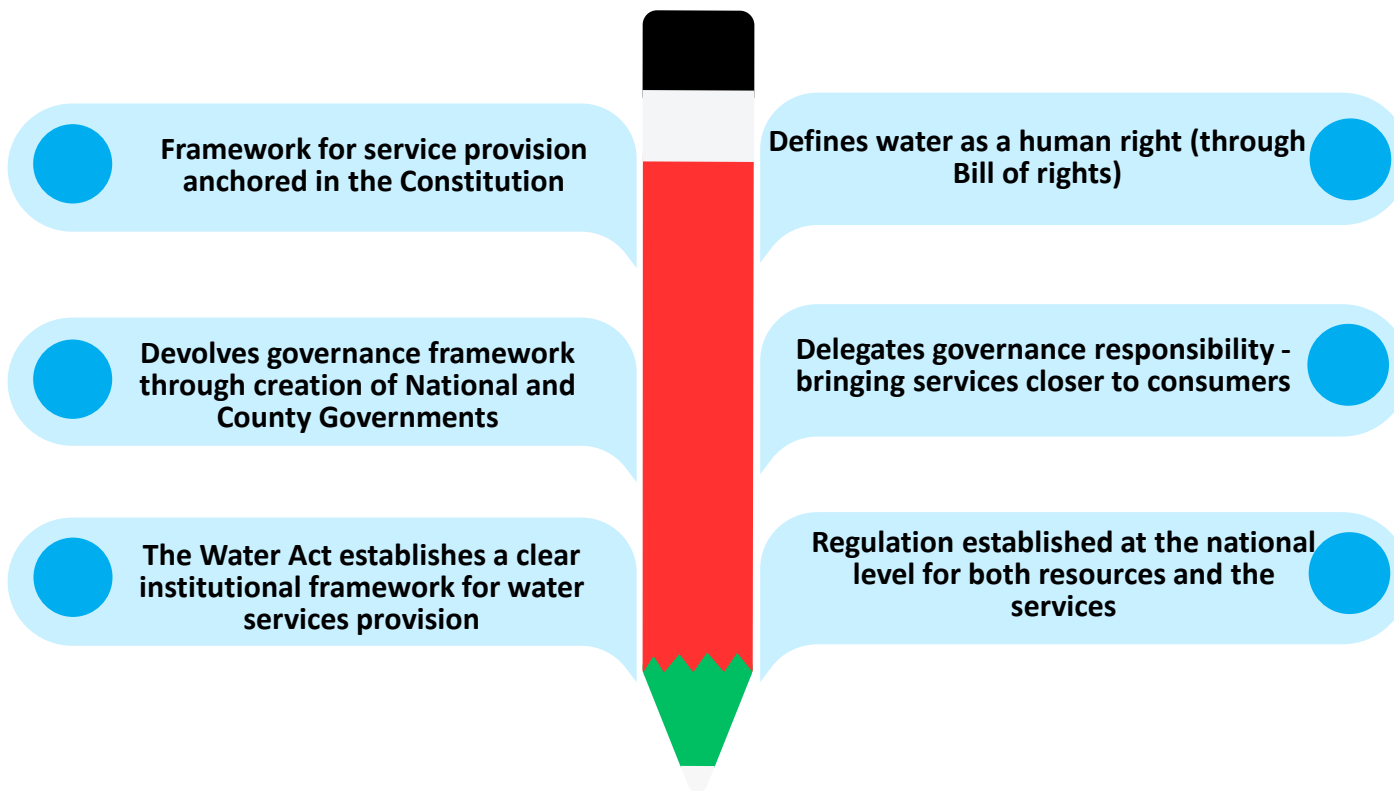 Framework for service provision
anchored in the Constitution
Defines water as a human right (through
Bill of rights)
Devolves governance framework
through creation of National and
County Governments
Delegates governance responsibility -
bringing services closer to consumers
The Water Act establishes a clear
institutional framework for water
services provision
Regulation established at the national
level for both resources and the
services